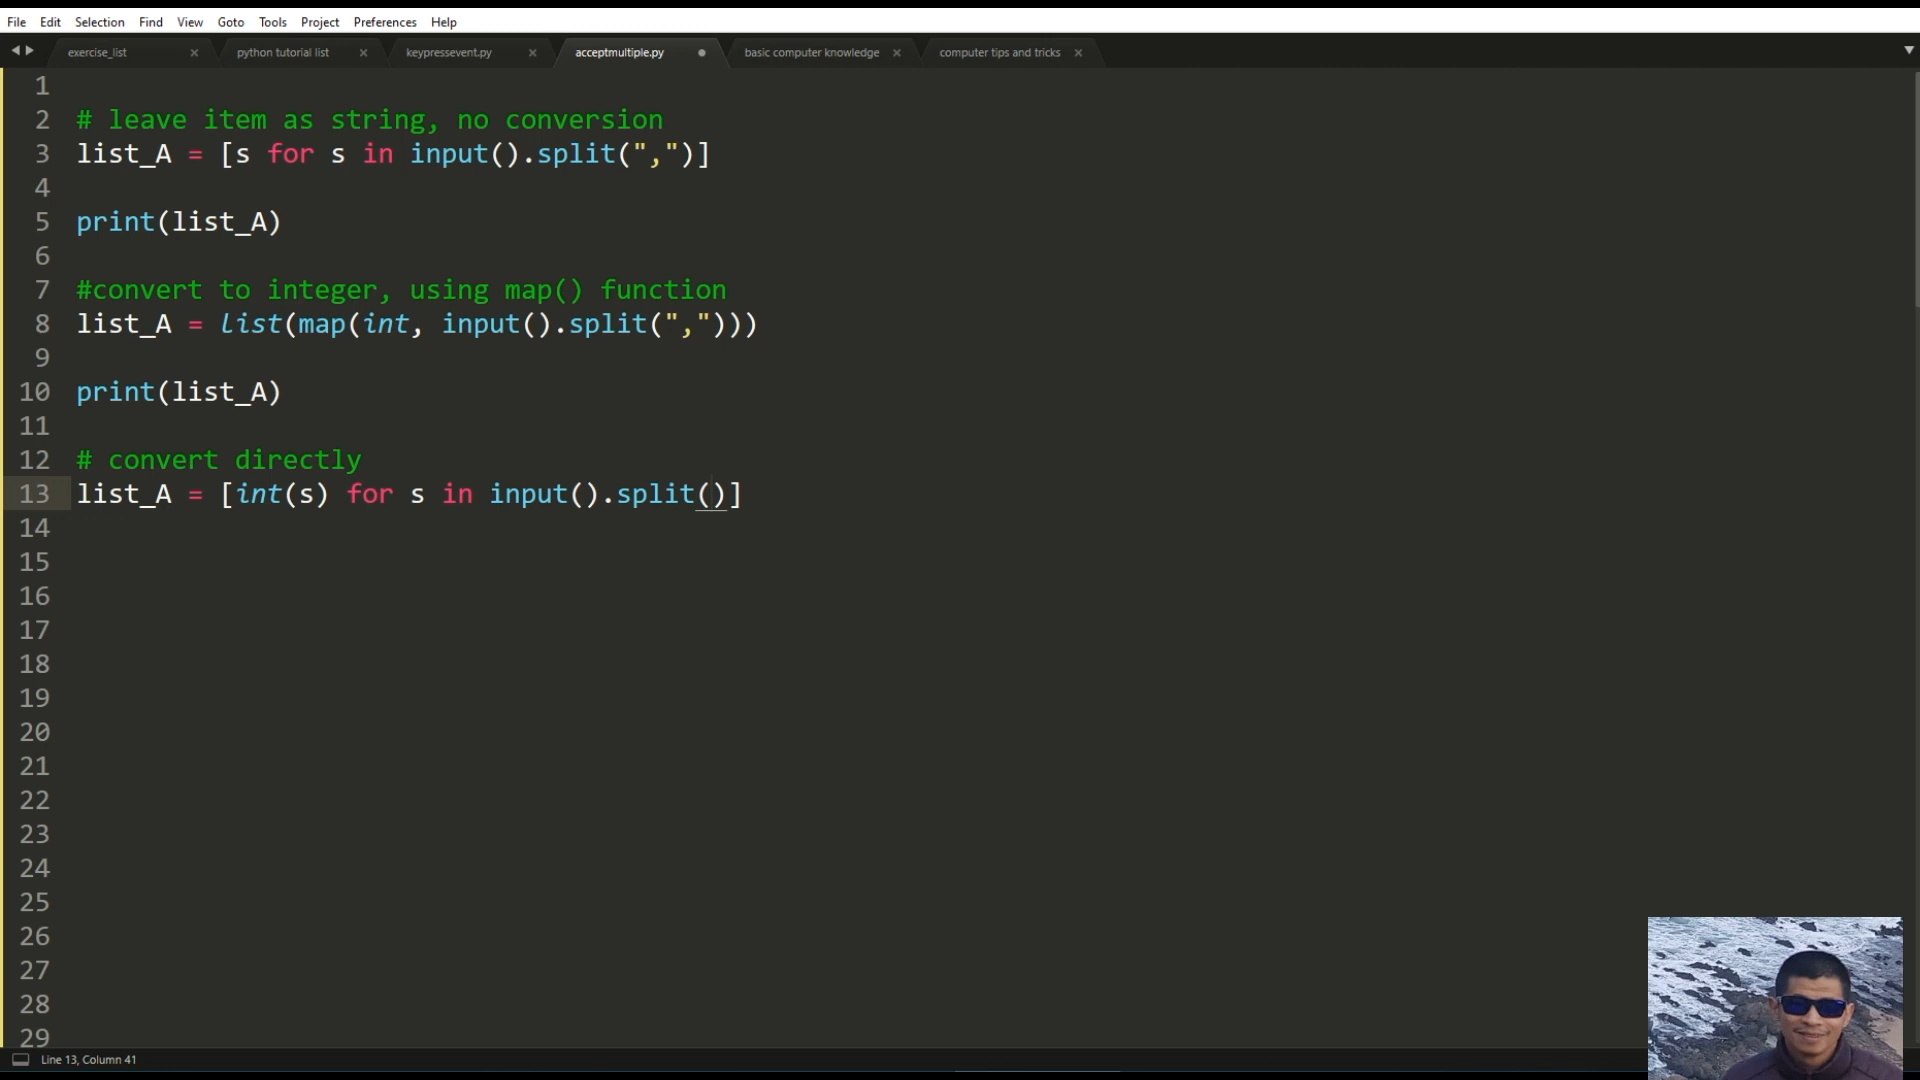 File Edit Selection Find View Goto Tools Project Preferences Help
exercise_list × python tutorial list × keypressevent.py × acceptmultiple.py basic computer knowledge × computer tips and tricks ×
1
2 # leave item as string, no conversion
3 list_A = [s for s in input().split(",")]
4
5 print(list_A)
6
7 #convert to integer, using map() function
8 list_A = list(map(int, input().split(",")))
9
10 print(list_A)
11
12 # convert directly
13 list_A = [int(s) for s in input().split()]
14
15
16
17
18
19
20
21
22
23
24
25
26
27
28
29
Line 13, Column 41